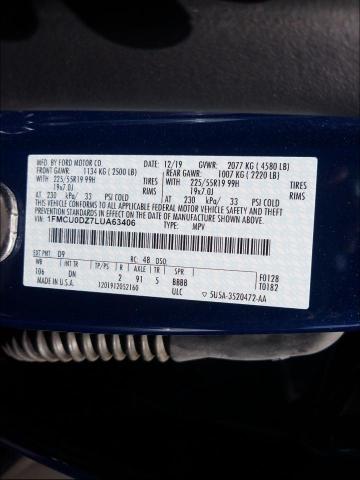 MFD. BY FORD MOTOR CO. 12/19 GVWR: 2077 KG ( 4580 LB)
FRONT GAWR: 1134 KG ( 2500 LB) REAR GAWR: 1007 KG ( 2220 LB)
WITH 225/55R19 99H TIRES WITH 225/55R19 99H TIRES
19x7.0J RIMS 19x7.0J RIMS
AT 230 kPa/ 33 PSI COLD AT 230 kPa/ 33 PSI COLD
THIS VEHICLE CONFORMS TO ALL APPLICABLE FEDERAL MOTOR VEHICLE SAFETY AND THEFT PREVENTION STANDARDS IN EFFECT ON THE DATE OF MANUFACTURE SHOWN ABOVE.
VIN: 1FMCU0DZ7LUA63406
TYPE: MPV
EXT PNT: D9 RC: 48 DSO:
WB TP/PS R AXLE TR SPR F0128
106 DN 2 91 5 BBBB T0182
MADE IN U.S.A. 1201912052160 ULC 5U5A-3520472-AA